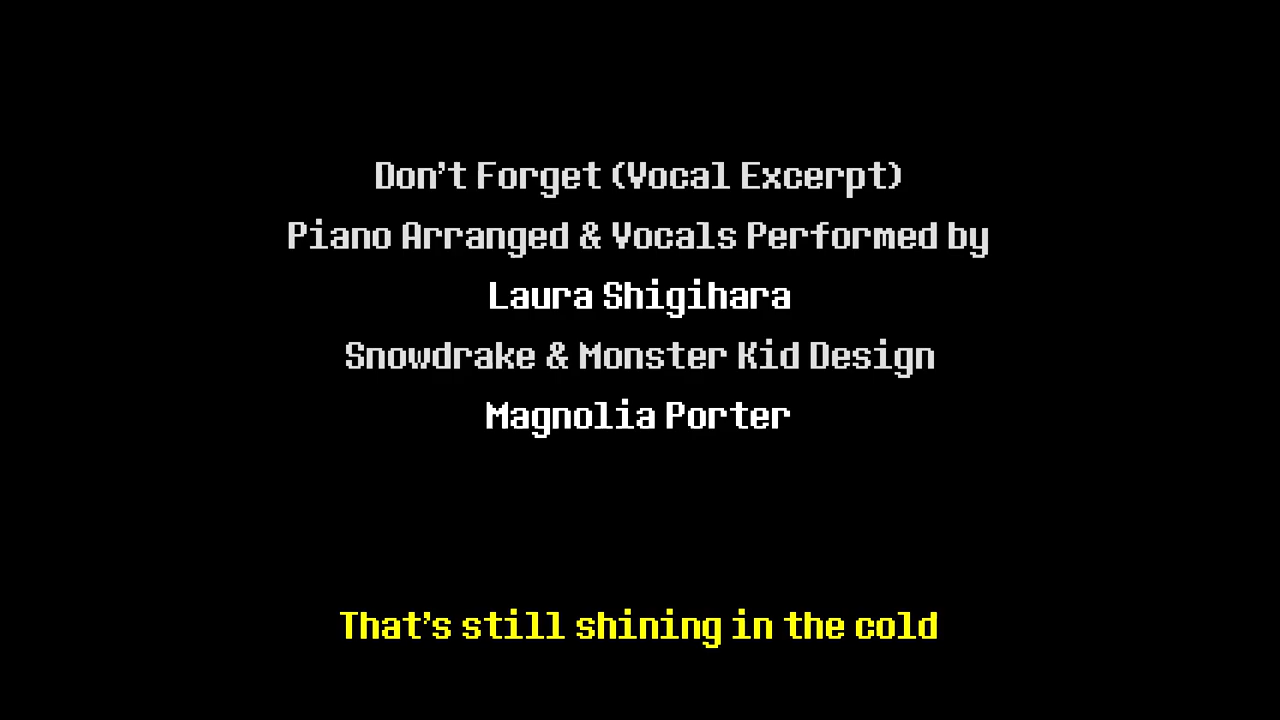 Don't Forget (Vocal Excerpt)
Piano Arranged & Vocals Performed by
Laura Shigihara
Snowdrake & Monster Kid Design
Magnolia Porter
That's still shining in the cold